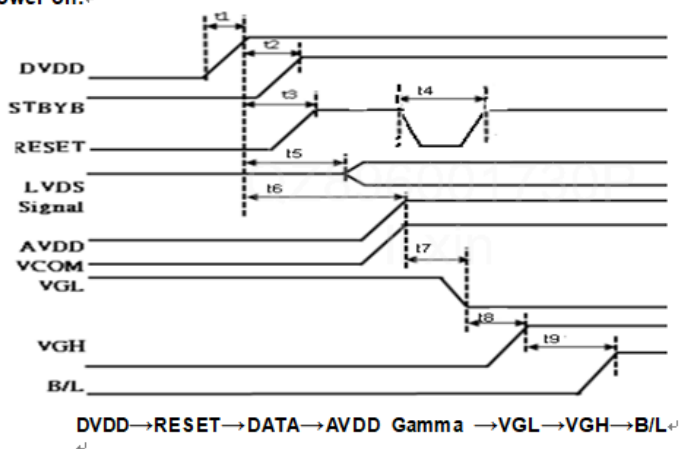 ower on:
t1
t2
DVDD
t3
t4
STBYB
RESET
t5
LVDS
t6
Signal
AVDD
t7
VCOM
VGL
t8
VGH
t9
B/L
DVDD→RESET→DATA→AVDD Gamma →VGL→VGH→B/L